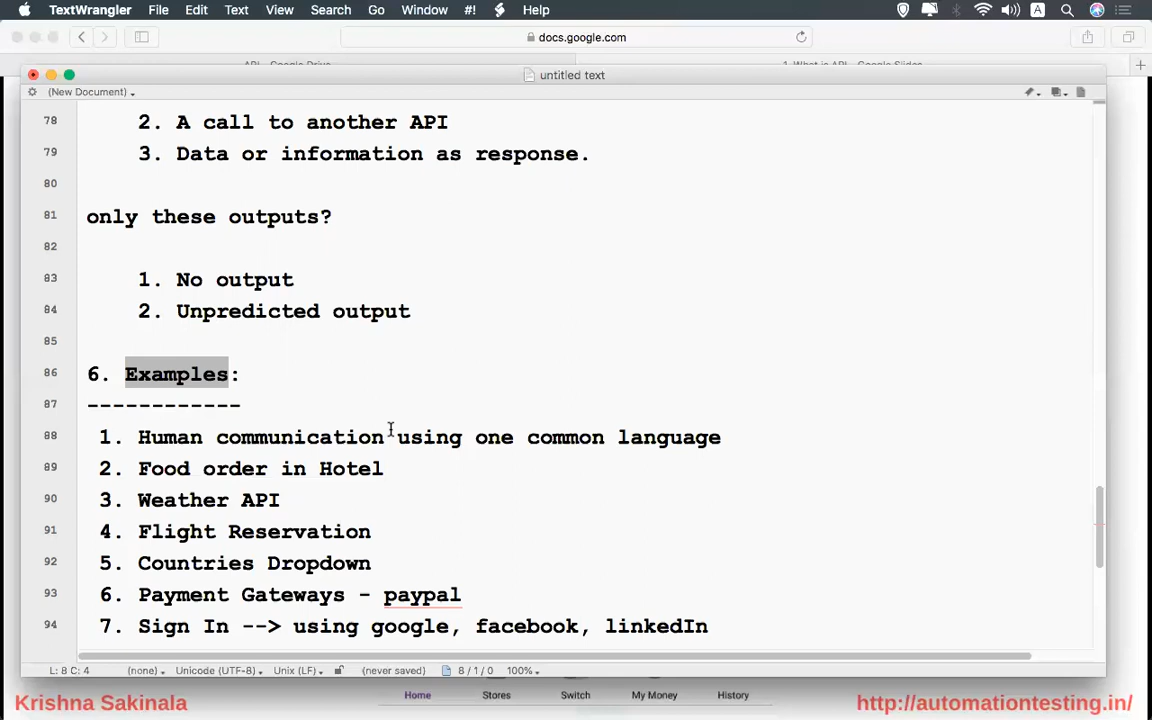 TextWrangler File Edit Text View Search Go Window #! Help
docs.google.com
untitled text
(New Document)
78 2. A call to another API
79 3. Data or information as response.
80
81 only these outputs?
82
83 1. No output
84 2. Unpredicted output
85
86 6. Examples:
87 ------------
88 1. Human communication using one common language
89 2. Food order in Hotel
90 3. Weather API
91 4. Flight Reservation
92 5. Countries Dropdown
93 6. Payment Gateways - paypal
94 7. Sign In --> using google, facebook, linkedIn
L: 8 C: 4 (none) Unicode (UTF-8) Unix (LF) (never saved) 8 / 1 / 0 100%
Home Stores Switch My Money History
Krishna Sakinala http://automationtesting.in/